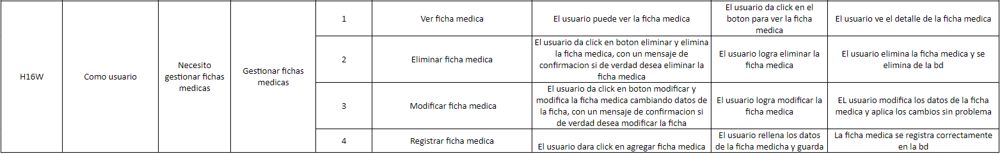 H16W
Como usuario
Necesito
gestionar fichas
medicas
Gestionar fichas
medicas
1
Ver ficha medica
El usuario puede ver la ficha medica
El usuario da click en el
boton para ver la ficha
medica
El usuario ve el detalle de la ficha medica
2
Eliminar ficha medica
El usuario da click en boton eliminar y elimina
la ficha medica, con un mensaje de
confirmacion si de verdad desea eliminar la
ficha medica
El usuario logra eliminar la
ficha medica
El usuario elimina la ficha medica y se
elimina de la bd
3
Modificar ficha medica
El usuario da click en boton modificar y
modifica la ficha medica cambiando datos de
la ficha, con un mensaje de confirmacion si
de verdad desea modificar la ficha
El usuario logra modificar la
ficha medica
EL usuario modifica los datos de la ficha
medica y aplica los cambios sin problema
4
Registrar ficha medica
El usuario dara click en agregar ficha medica
El usuario rellena los datos
de la ficha medicha y guarda
La ficha medica se registra correctamente
en la bd